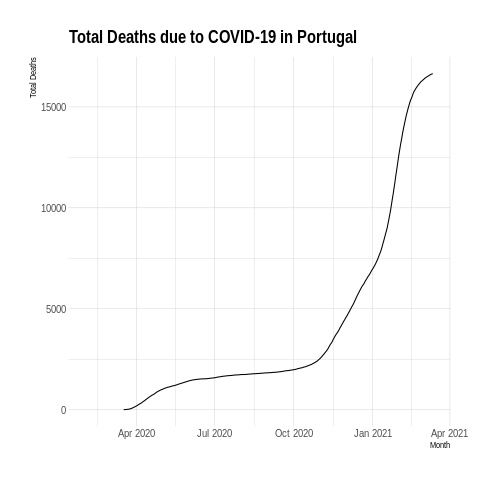 Total Deaths due to COVID-19 in Portugal
Total Deaths
15000
10000
5000
0
Apr 2020 Jul 2020 Oct 2020 Jan 2021 Apr 2021
Month